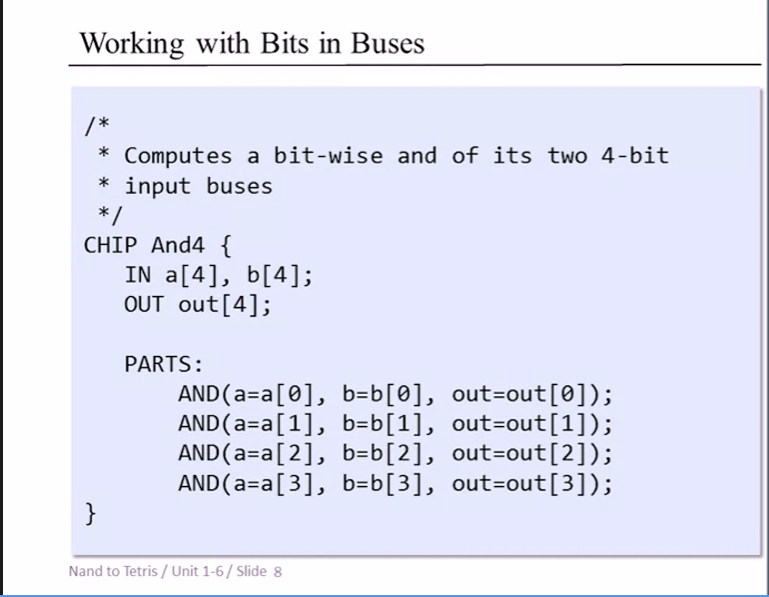 Working with Bits in Buses
/*
* Computes a bit-wise and of its two 4-bit
* input buses
*/
CHIP And4 {
IN a[4], b[4];
OUT out[4];
PARTS:
AND(a=a[0], b=b[0], out=out[0]);
AND(a=a[1], b=b[1], out=out[1]);
AND(a=a[2], b=b[2], out=out[2]);
AND(a=a[3], b=b[3], out=out[3]);
}
Nand to Tetris / Unit 1-6 / Slide 8